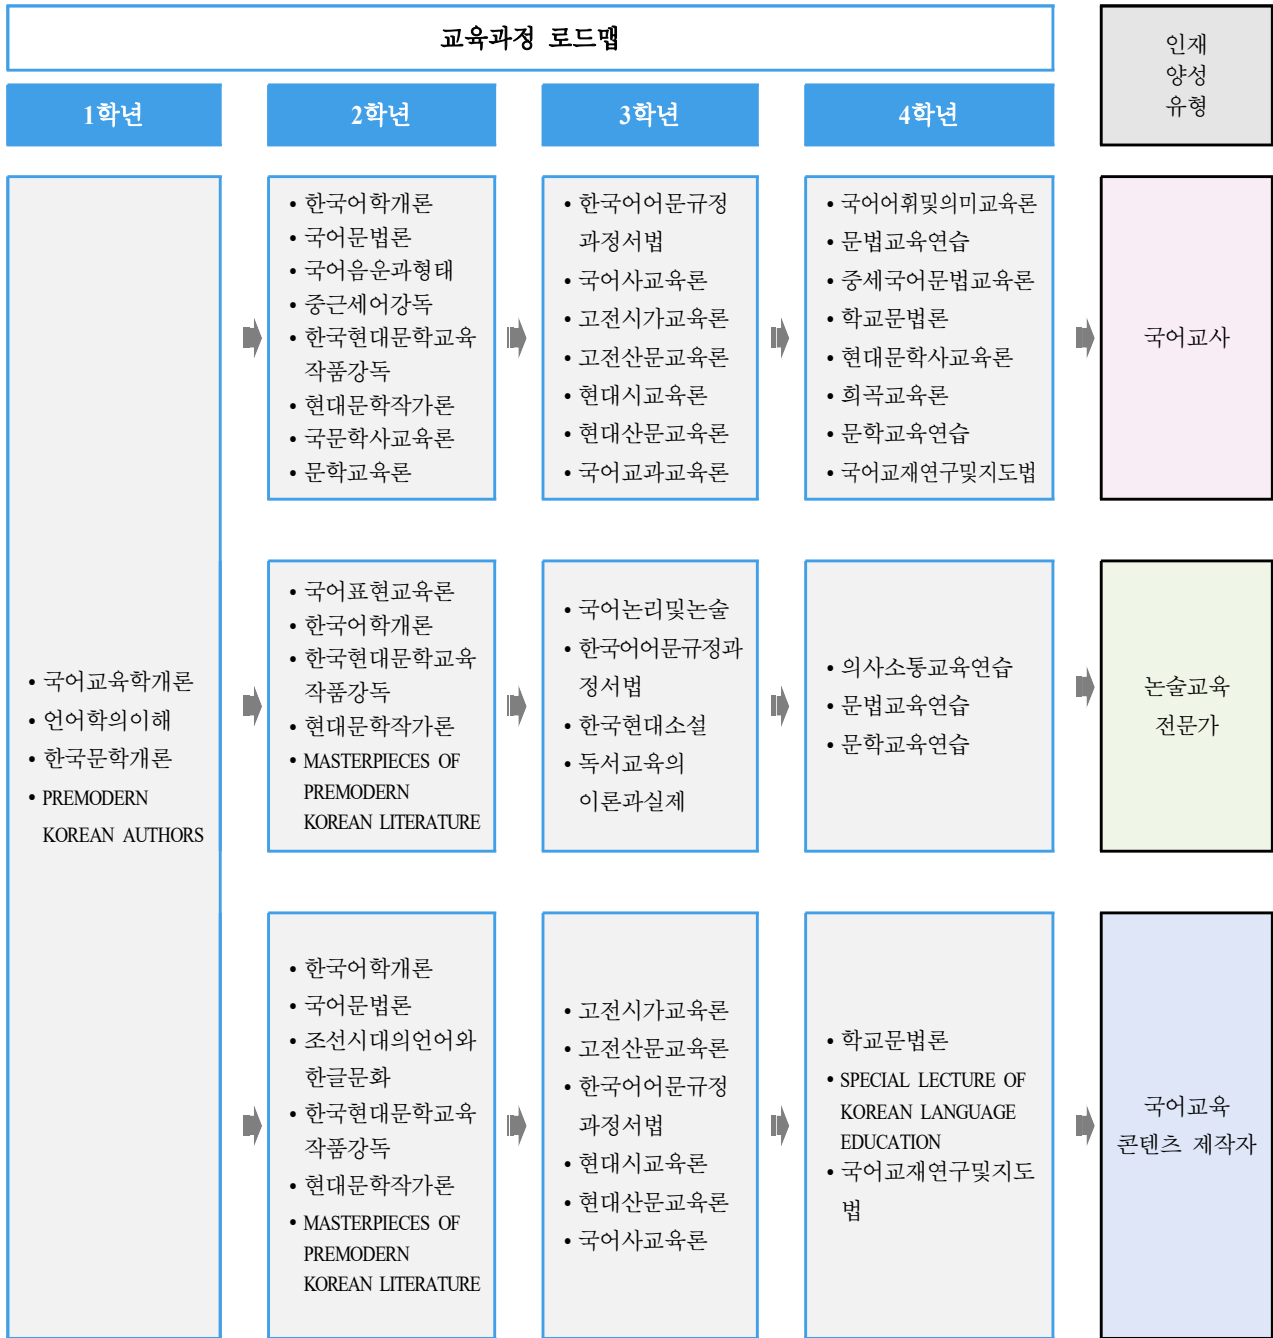 교육과정 로드맵
인재
양성
유형
1학년
2학년
3학년
4학년
• 국어교육학개론
• 언어학의이해
• 한국문학개론
• PREMODERN
KOREAN AUTHORS
• 한국어학개론
• 국어문법론
• 국어음운과형태
• 중근세어강독
• 한국현대문학교육
작품강독
• 현대문학작가론
• 국문학사교육론
• 문학교육론
• 한국어어문규정
과정서법
• 국어사교육론
• 고전시가교육론
• 고전산문교육론
• 현대시교육론
• 현대산문교육론
• 국어교과교육론
• 국어어휘및의미교육론
• 문법교육연습
• 중세국어문법교육론
• 학교문법론
• 현대문학사교육론
• 희곡교육론
• 문학교육연습
• 국어교재연구및지도법
국어교사
• 국어표현교육론
• 한국어학개론
• 한국현대문학교육
작품강독
• 현대문학작가론
• MASTERPIECES OF
PREMODERN
KOREAN LITERATURE
• 국어논리및논술
• 한국어어문규정과
정서법
• 한국현대소설
• 독서교육의
이론과실제
• 의사소통교육연습
• 문법교육연습
• 문학교육연습
논술교육
전문가
• 한국어학개론
• 국어문법론
• 조선시대의언어와
한글문화
• 한국현대문학교육
작품강독
• 현대문학작가론
• MASTERPIECES OF
PREMODERN
KOREAN LITERATURE
• 고전시가교육론
• 고전산문교육론
• 한국어어문규정
과정서법
• 현대시교육론
• 현대산문교육론
• 국어사교육론
• 학교문법론
• SPECIAL LECTURE OF
KOREAN LANGUAGE
EDUCATION
• 국어교재연구및지도
법
국어교육
콘텐츠 제작자